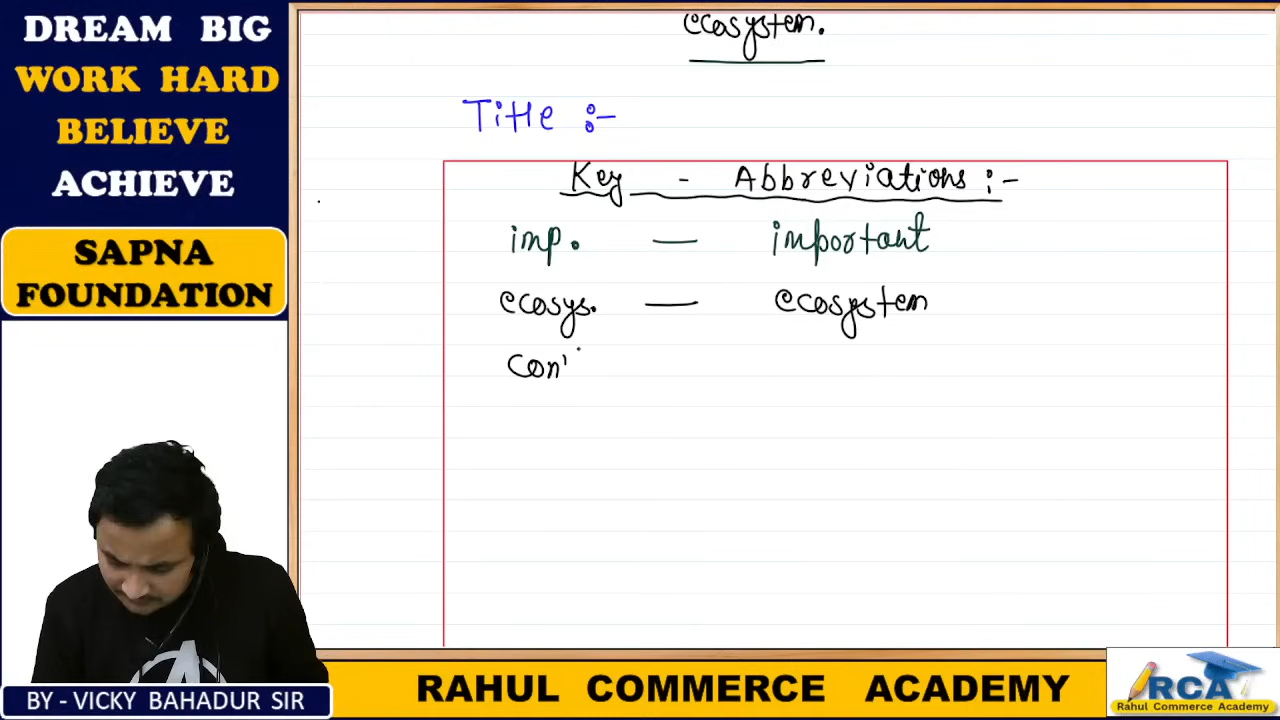 DREAM BIG
WORK HARD
BELIEVE
ACHIEVE
SAPNA
FOUNDATION
BY - VICKY BAHADUR SIR
ecosystem.
Title :-
Key - Abbreviations :-
imp. — important
ecosys. — ecosystem
RAHUL COMMERCE ACADEMY
RCA
Rahul Commerce Academy